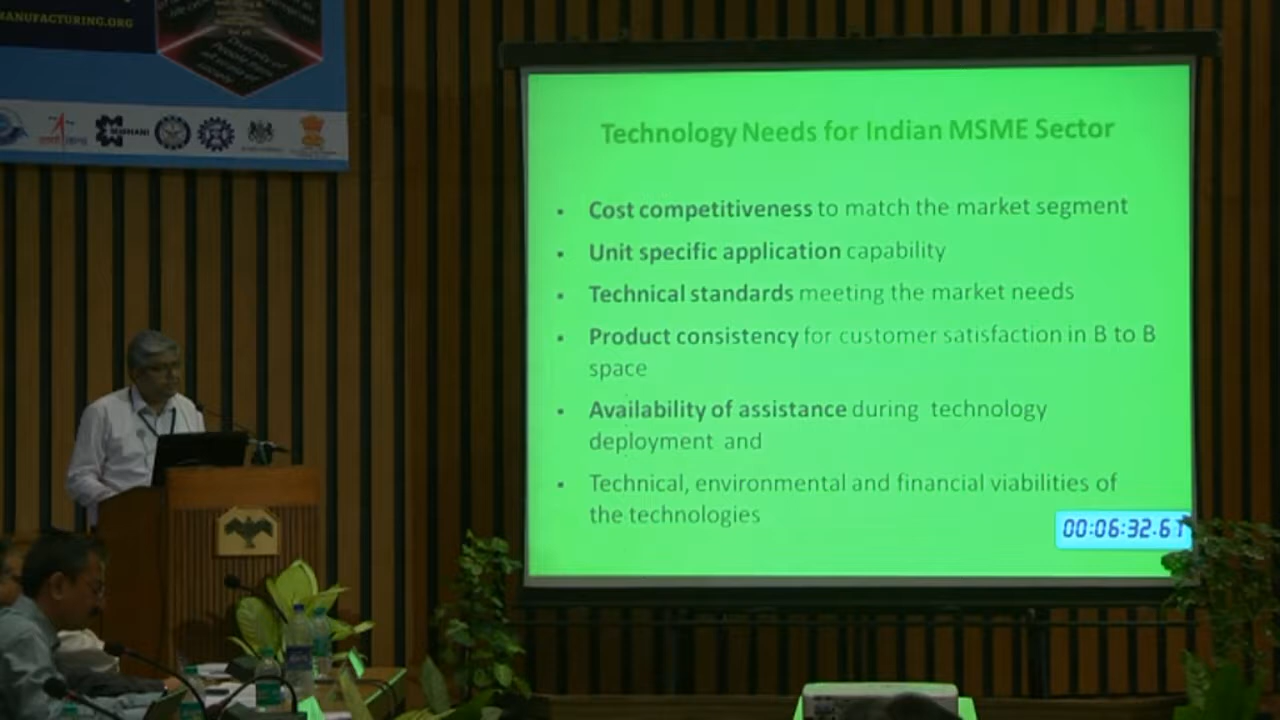 MANUFACTURING.ORG
MIDHANI
Technology Needs for Indian MSME Sector
▪ Cost competitiveness to match the market segment
▪ Unit specific application capability
▪ Technical standards meeting the market needs
▪ Product consistency for customer satisfaction in B to B
space
▪ Availability of assistance during technology
deployment and
▪ Technical, environmental and financial viabilities of
the technologies
00:06:32.61